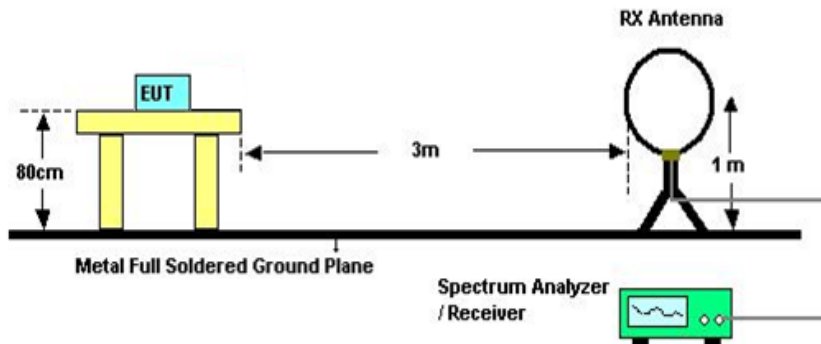 RX Antenna
EUT
3m
80cm
1 m
Metal Full Soldered Ground Plane
Spectrum Analyzer
/ Receiver